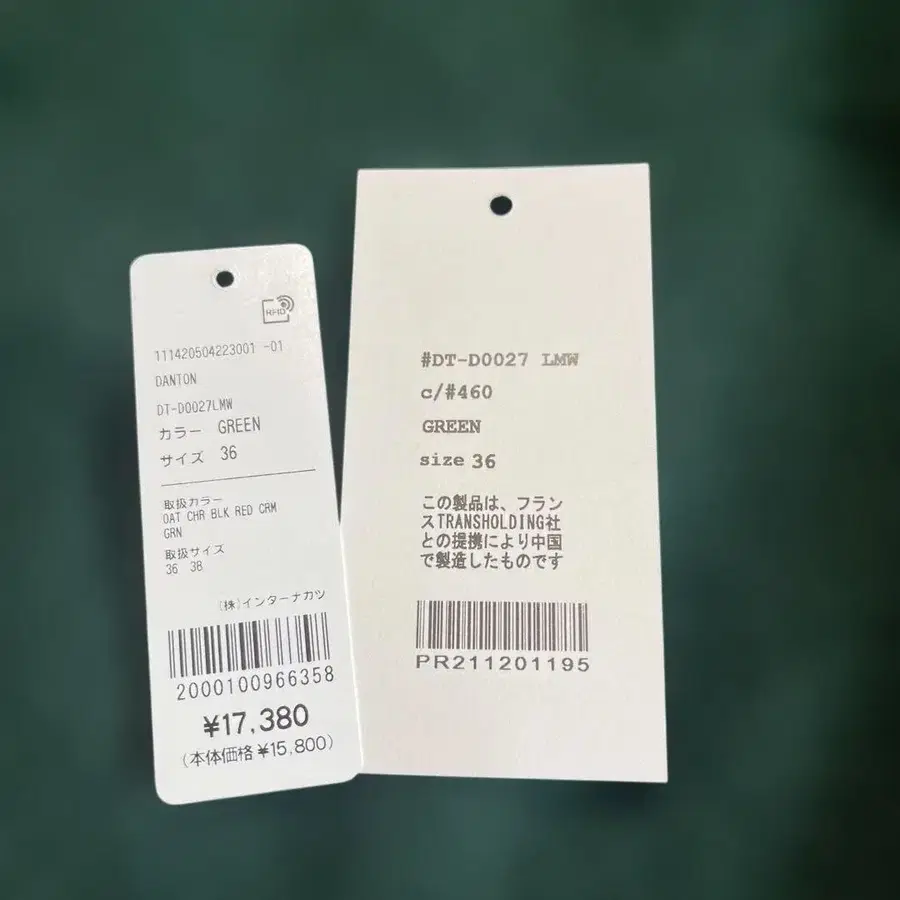 RFID
111420504223001 -01
DANTON
DT-D0027LMW
カラー GREEN
サイズ 36
取扱カラー
OAT CHR BLK RED CRM
GRN
取扱サイズ
36 38
(株)インターナカツ
2000100966358
¥17,380
(本体価格¥15,800)
#DT-D0027 LMW
c/#460
GREEN
size 36
この製品は、フラン
スTRANSHOLDING社
との提携により中国
で製造したものです
PR211201195